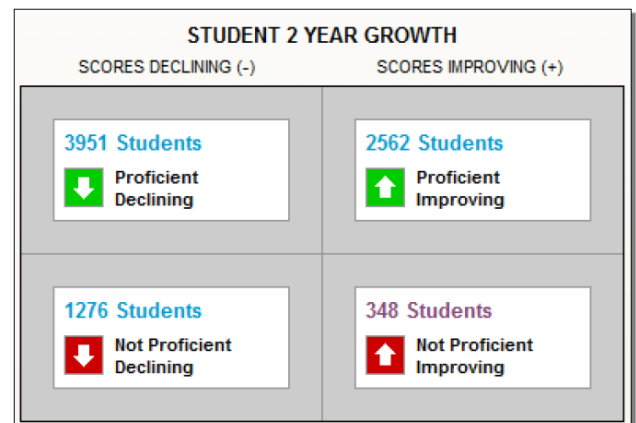 STUDENT 2 YEAR GROWTH
SCORES DECLINING (-)
SCORES IMPROVING (+)
3951 Students
Proficient
Declining
2562 Students
Proficient
Improving
1276 Students
Not Proficient
Declining
348 Students
Not Proficient
Improving